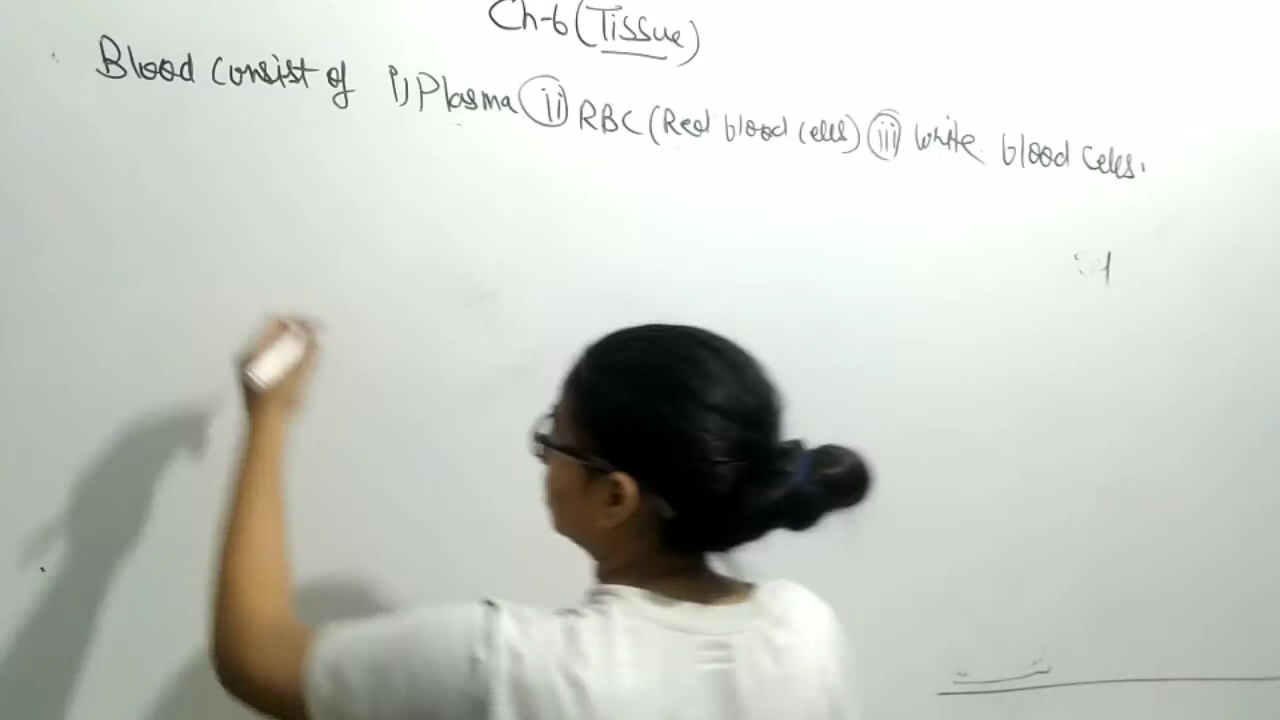 Ch-6 (Tissue)
Blood Consist of i) Plasma ii) RBC (Red blood cells) iii) White blood cells.